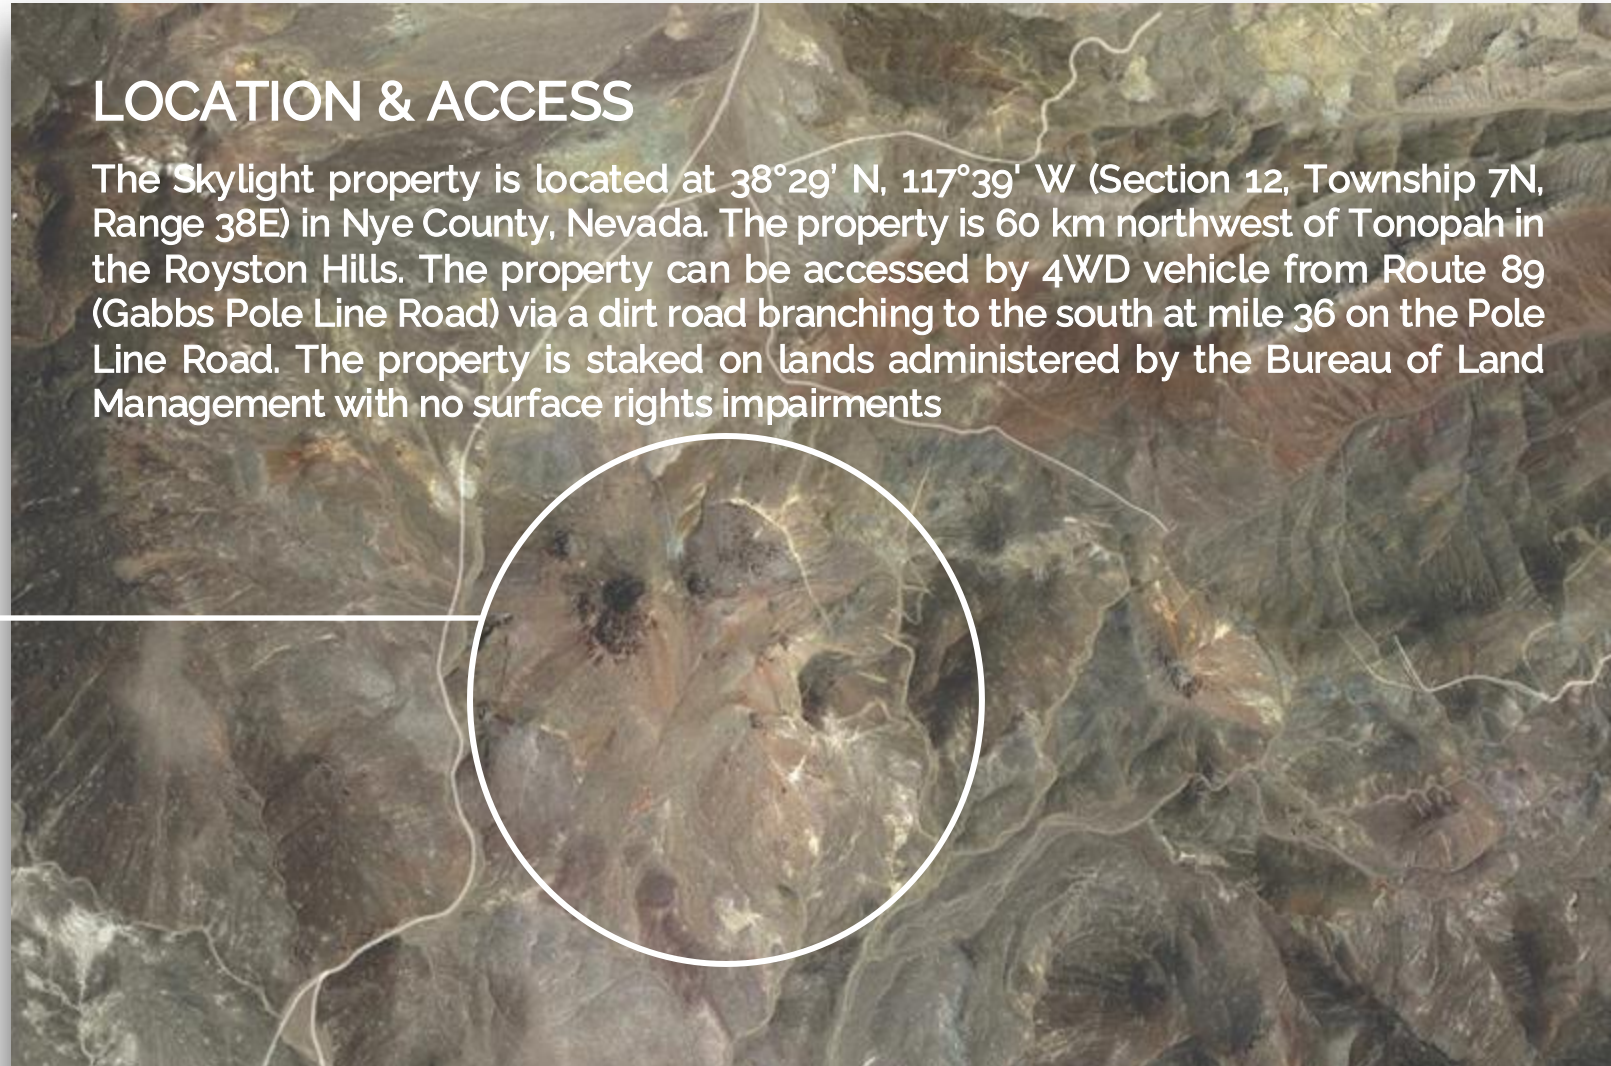 LOCATION & ACCESS
The Skylight property is located at 38°29’ N, 117°39' W (Section 12, Township 7N,
Range 38E) in Nye County, Nevada. The property is 60 km northwest of Tonopah in
the Royston Hills. The property can be accessed by 4WD vehicle from Route 89
(Gabbs Pole Line Road) via a dirt road branching to the south at mile 36 on the Pole
Line Road. The property is staked on lands administered by the Bureau of Land
Management with no surface rights impairments